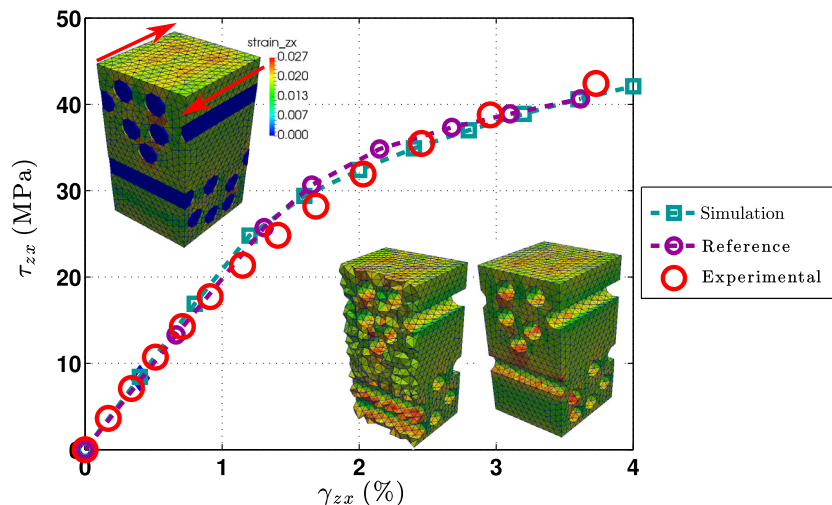 50
40
30
20
10
0
0
1
2
3
4
τzx (MPa)
γzx (%)
strain_zx
0.027
0.020
0.013
0.007
0.000
Simulation
Reference
Experimental